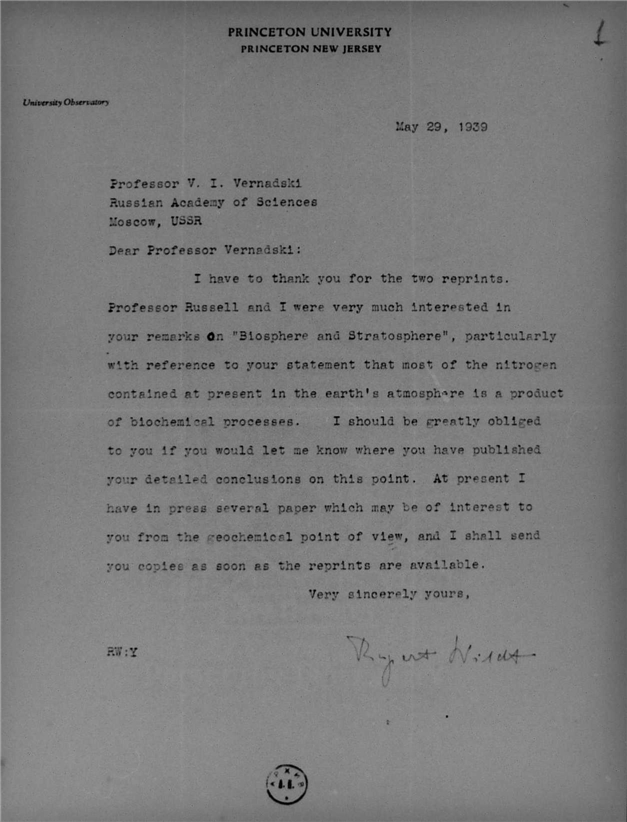 1
PRINCETON UNIVERSITY
PRINCETON NEW JERSEY
University Observatory
May 29, 1939
Professor V. I. Vernadski
Russian Academy of Sciences
Moscow, USSR
Dear Professor Vernadski:
I have to thank you for the two reprints.
Professor Russell and I were very much interested in
your remarks on "Biosphere and Stratosphere", particularly
with reference to your statement that most of the nitrogen
contained at present in the earth's atmosphere is a product
of biochemical processes. I should be greatly obliged
to you if you would let me know where you have published
your detailed conclusions on this point. At present I
have in press several paper which may be of interest to
you from the geochemical point of view, and I shall send
you copies as soon as the reprints are available.
Very sincerely yours,
RW:Y
Rupert Wildt